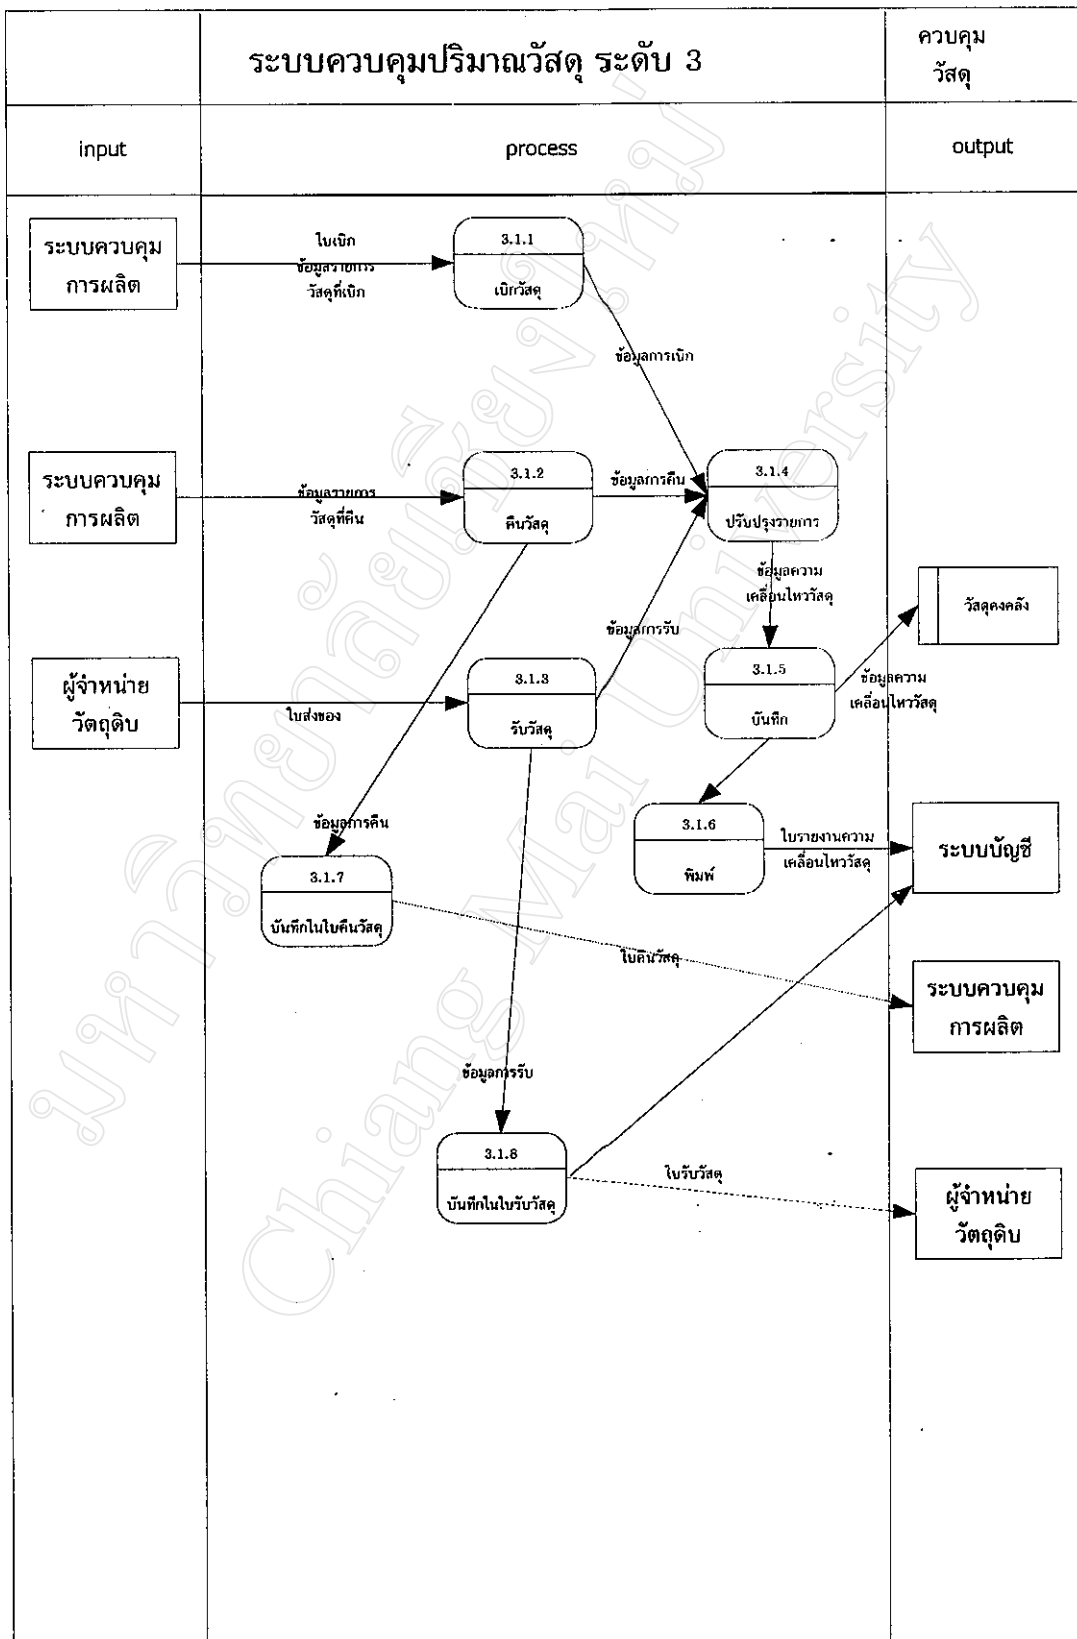 ระบบควบคุมปริมาณวัสดุ ระดับ 3
ควบคุม
วัสดุ
input
process
output
ระบบควบคุม
การผลิต
ใบเบิก
ข้อมูลรายการ
วัสดุที่เบิก
3.1.1
เบิกวัสดุ
ข้อมูลการเบิก
ระบบควบคุม
การผลิต
ข้อมูลรายการ
วัสดุที่คืน
3.1.2
คืนวัสดุ
ข้อมูลการคืน
3.1.4
ปรับปรุงรายการ
ข้อมูลความ
เคลื่อนไหววัสดุ
วัสดุคงคลัง
ข้อมูลการรับ
ผู้จำหน่าย
วัตถุดิบ
ใบส่งของ
3.1.3
รับวัสดุ
3.1.5
บันทึก
ข้อมูลความ
เคลื่อนไหววัสดุ
ข้อมูลการคืน
3.1.6
พิมพ์
ใบรายงานความ
เคลื่อนไหววัสดุ
ระบบบัญชี
3.1.7
บันทึกในใบคืนวัสดุ
ใบคืนวัสดุ
ระบบควบคุม
การผลิต
ข้อมูลการรับ
3.1.8
บันทึกในใบรับวัสดุ
ใบรับวัสดุ
ผู้จำหน่าย
วัตถุดิบ
มหาวิทยาลัยเชียงใหม่
Chiang Mai University